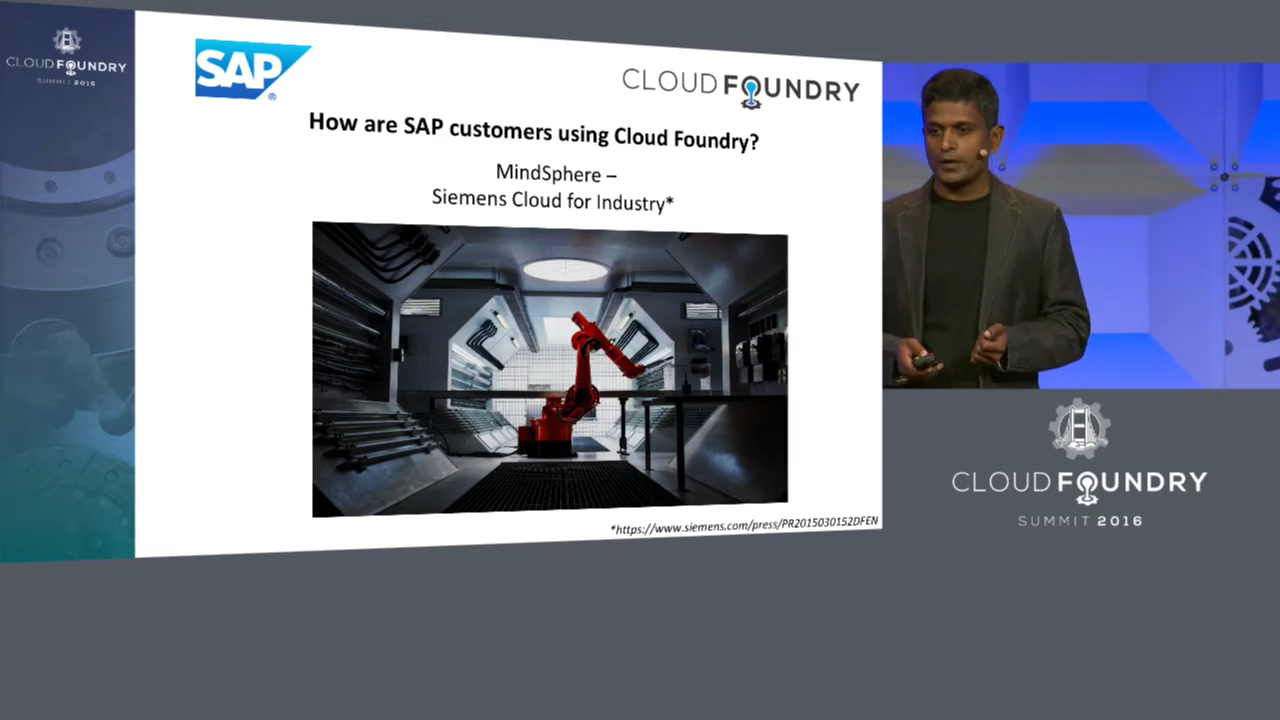 CLOUD FOUNDRY
SUMMIT 2016
SAP
®
CLOUD FOUNDRY
How are SAP customers using Cloud Foundry?
MindSphere –
Siemens Cloud for Industry*
*https://www.siemens.com/press/PR2015030152DFEN
CLOUD FOUNDRY
SUMMIT 2016